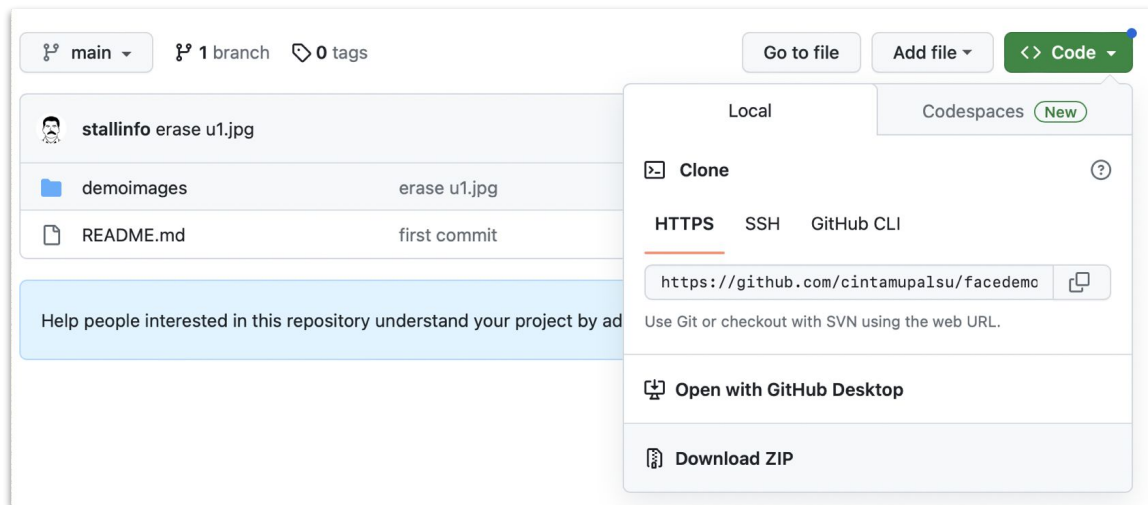 main 1 branch 0 tags Go to file Add file <> Code
stallinfo erase u1.jpg
demoimages erase u1.jpg
README.md first commit
Help people interested in this repository understand your project by ad
Local Codespaces New
Clone ?
HTTPS SSH GitHub CLI
https://github.com/cintamupalsu/facedemo
Use Git or checkout with SVN using the web URL.
Open with GitHub Desktop
Download ZIP